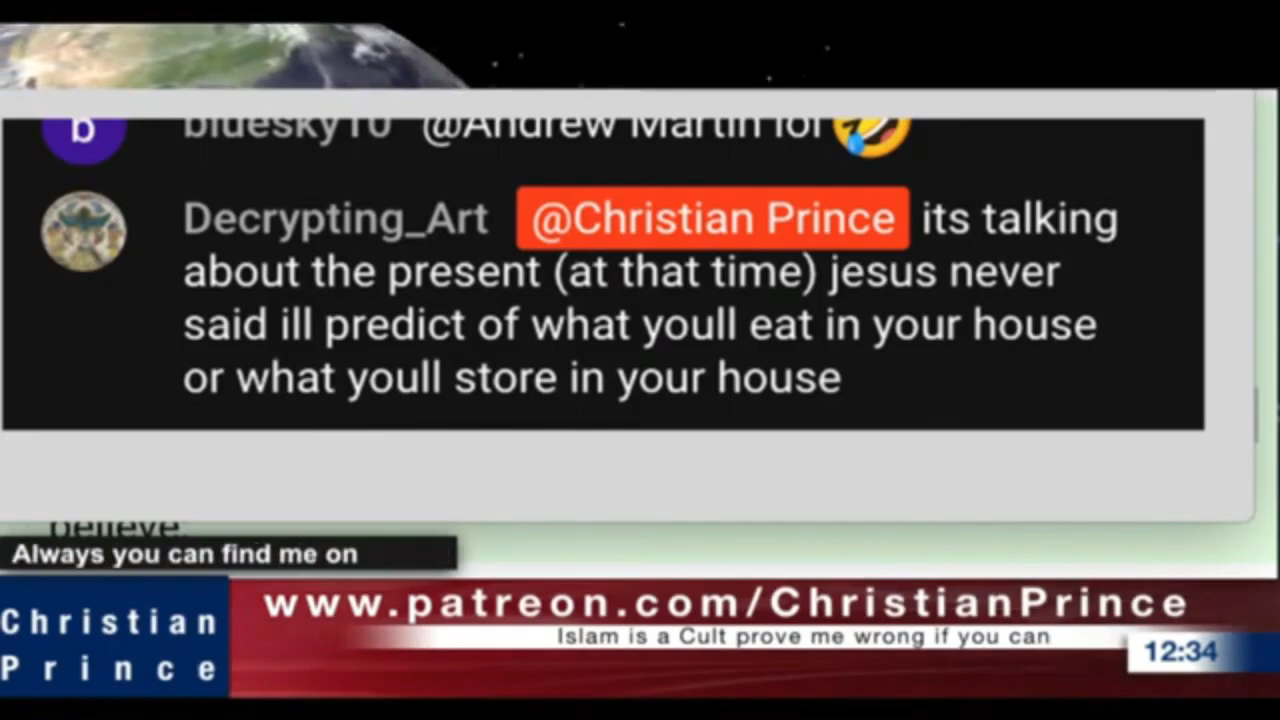 b bluesky10 @Andrew Martin lol
Decrypting_Art @Christian Prince its talking
about the present (at that time) jesus never
said ill predict of what youll eat in your house
or what youll store in your house
believe.
Always you can find me on
www.patreon.com/ChristianPrince
Christian
Prince
Islam is a Cult prove me wrong if you can
12:34